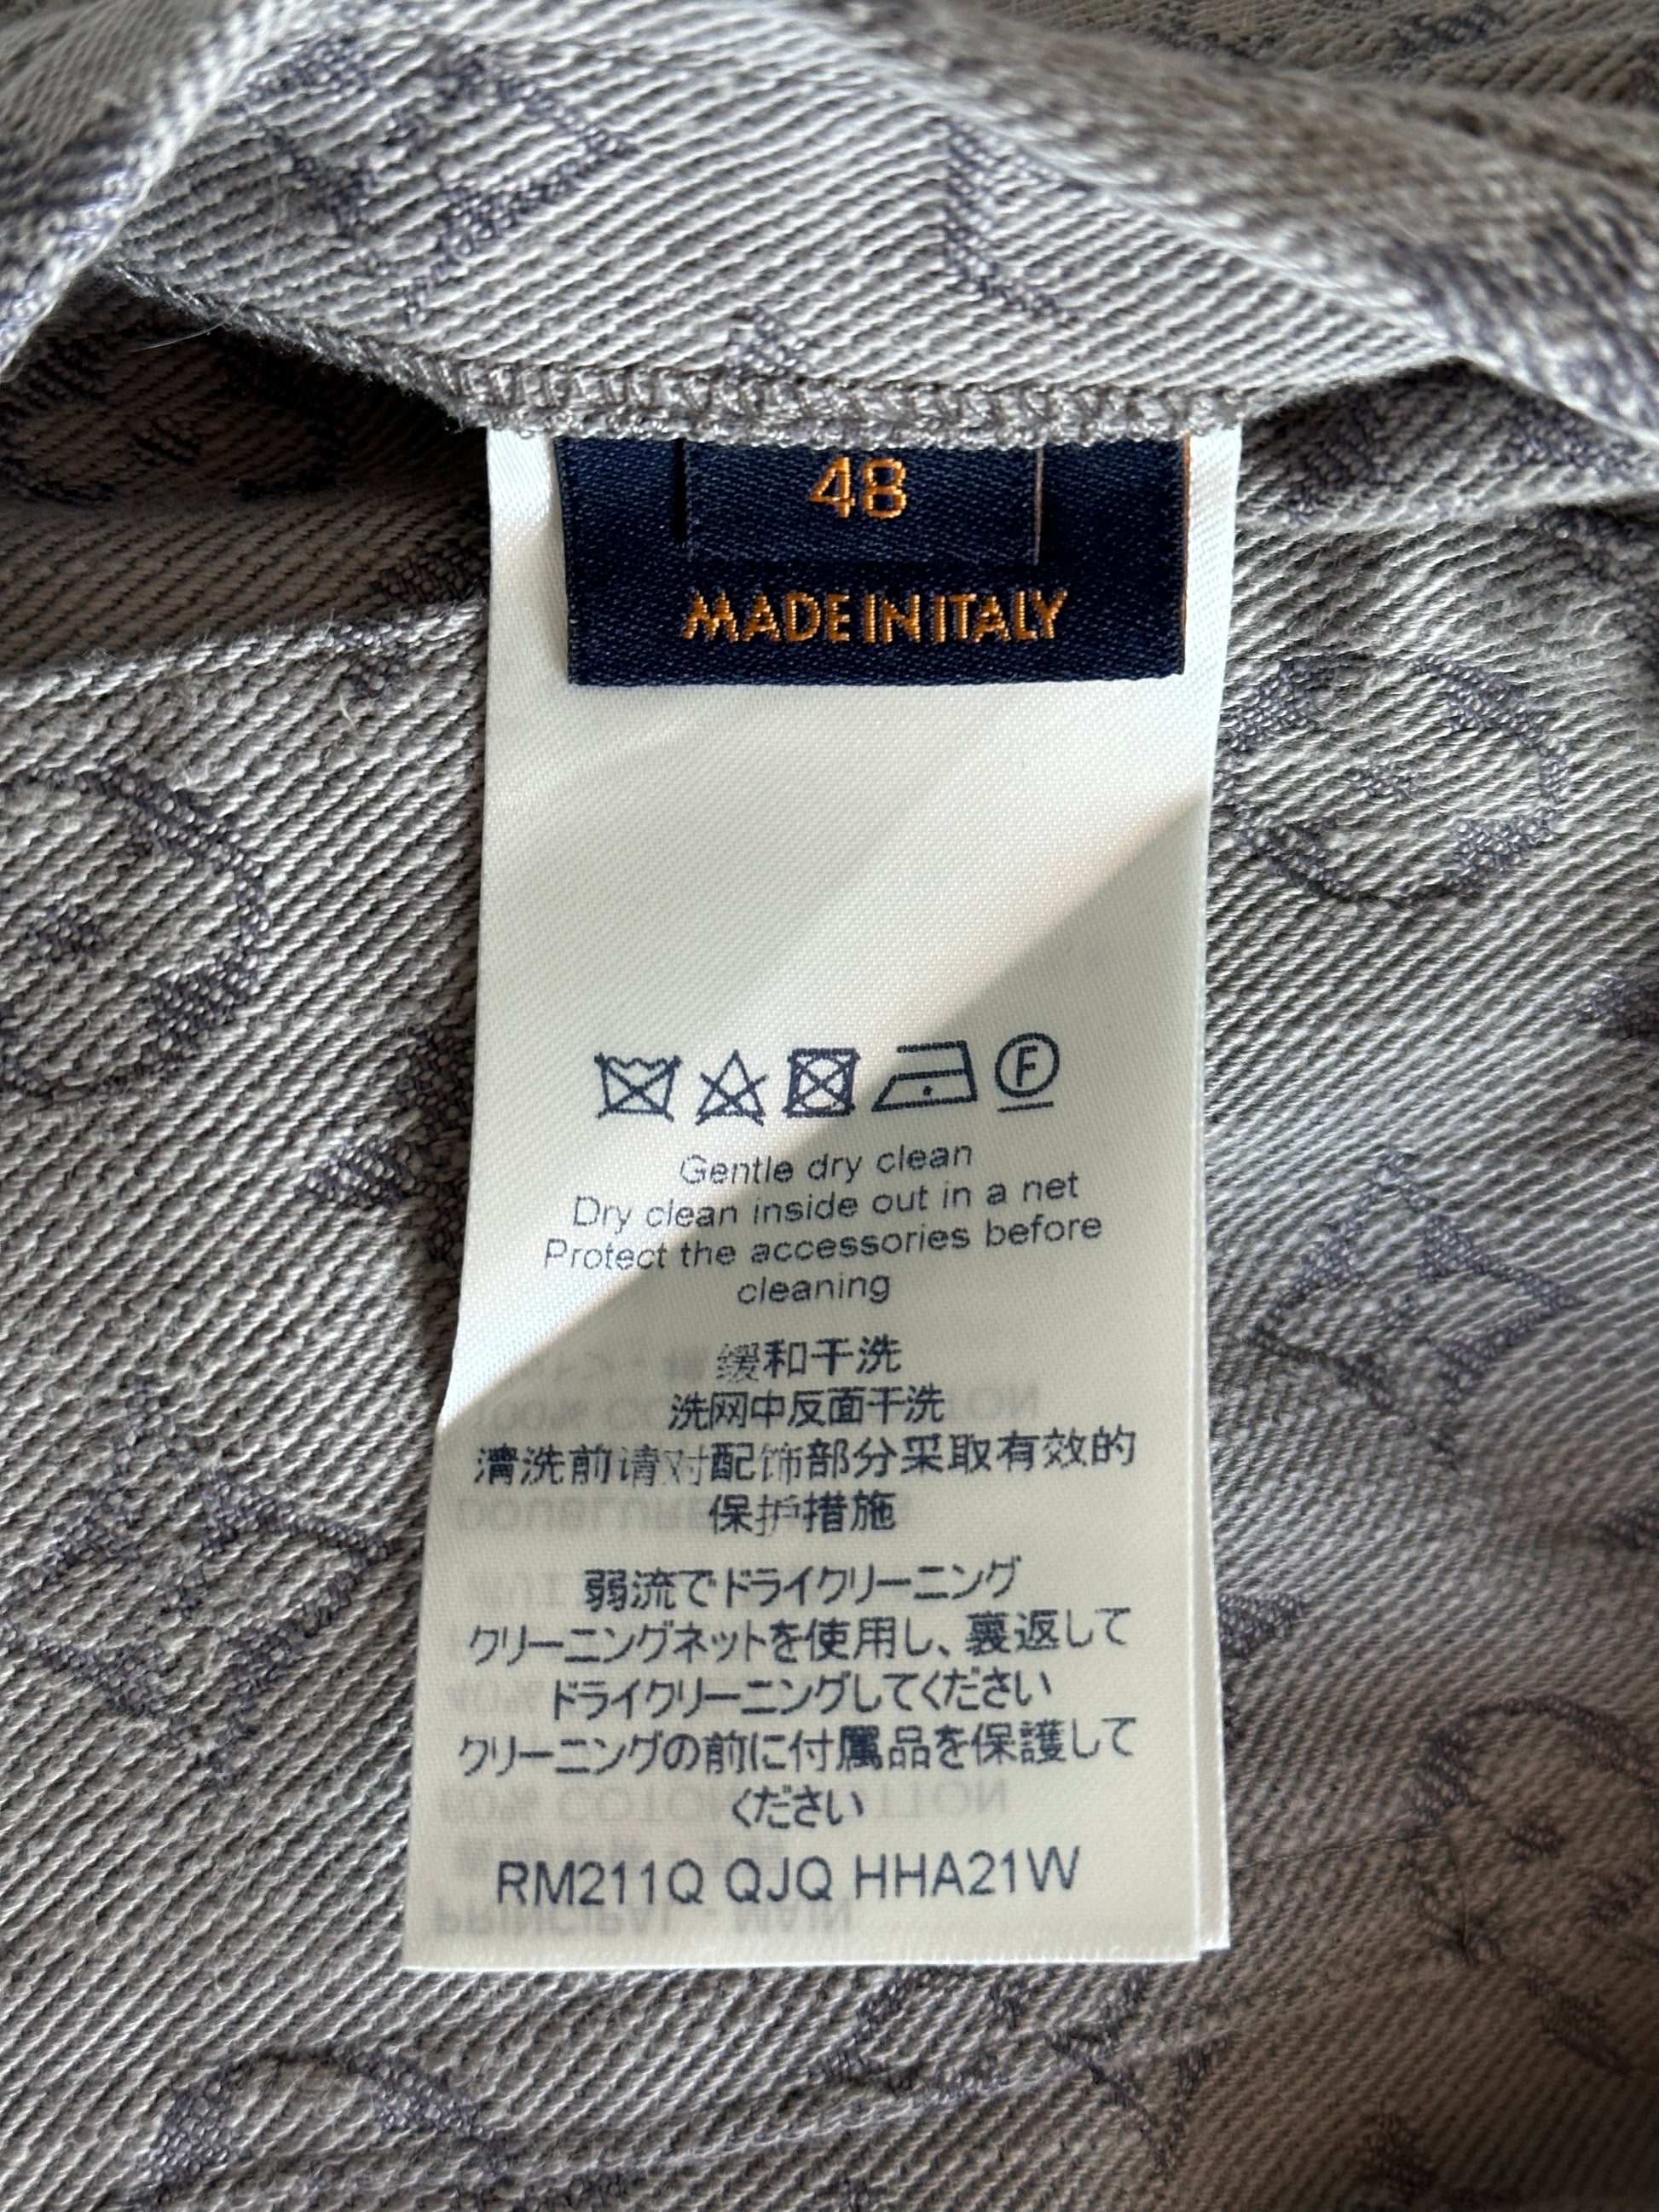 48
MADE IN ITALY
F
Gentle dry clean
Dry clean inside out in a net
Protect the accessories before
cleaning
缓和干洗
洗网中反面干洗
清洗前请对配饰部分采取有效的
保护措施
弱流でドライクリーニング
クリーニングネットを使用し、裏返して
ドライクリーニングしてください
クリーニングの前に付属品を保護して
ください
RM211Q QJQ HHA21W